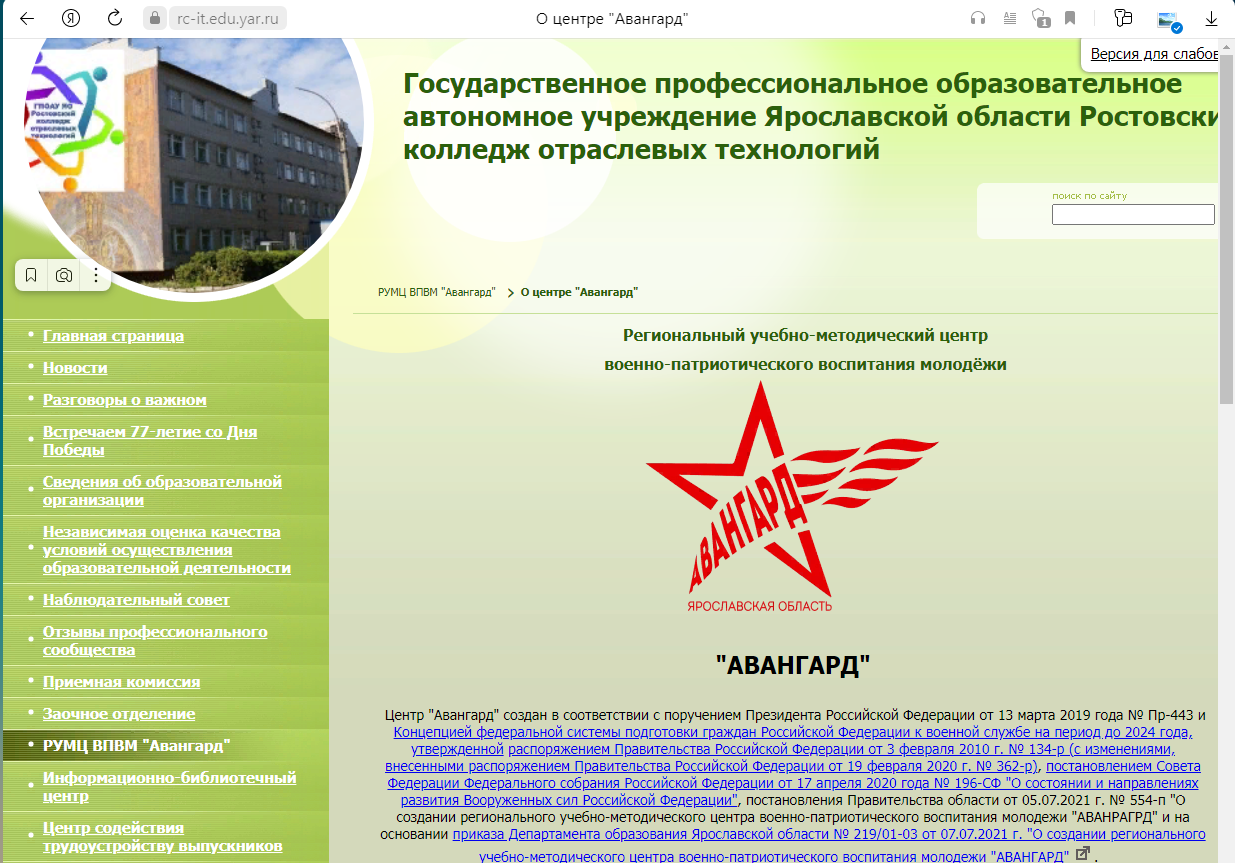 rc-it.edu.yar.ru
О центре "Авангард"
1
Версия для слабов
ГПОАУ ЯО
Ростовский
колледж
отраслевых
технологий
Государственное профессиональное образовательное
автономное учреждение Ярославской области Ростовски
колледж отраслевых технологий
поиск по сайту
РУМЦ ВПВМ "Авангард" > О центре "Авангард"
Главная страница
Новости
Разговоры о важном
Встречаем 77-летие со Дня
Победы
Сведения об образовательной
организации
Независимая оценка качества
условий осуществления
образовательной деятельности
Наблюдательный совет
Отзывы профессионального
сообщества
Приемная комиссия
Заочное отделение
РУМЦ ВПВМ "Авангард"
Информационно-библиотечный
центр
Центр содействия
трудоустройству выпускников
Региональный учебно-методический центр
военно-патриотического воспитания молодёжи
АВАНГАРД
ЯРОСЛАВСКАЯ ОБЛАСТЬ
"АВАНГАРД"
Центр "Авангард" создан в соответствии с поручением Президента Российской Федерации от 13 марта 2019 года № Пр-443 и
Концепцией федеральной системы подготовки граждан Российской Федерации к военной службе на период до 2024 года,
утвержденной распоряжением Правительства Российской Федерации от 3 февраля 2010 г. № 134-р (с изменениями,
внесенными распоряжением Правительства Российской Федерации от 19 февраля 2020 г. № 362-р), постановлением Совета
Федерации Федерального собрания Российской Федерации от 17 апреля 2020 года № 196-СФ "О состоянии и направлениях
развития Вооруженных сил Российской Федерации", постановления Правительства области от 05.07.2021 г. № 554-п "О
создании регионального учебно-методического центра военно-патриотического воспитания молодежи "АВАНРАГРД" и на
основании приказа Департамента образования Ярославской области № 219/01-03 от 07.07.2021 г. "О создании регионального
учебно-методического центра военно-патриотического воспитания молодежи "АВАНГАРД" .